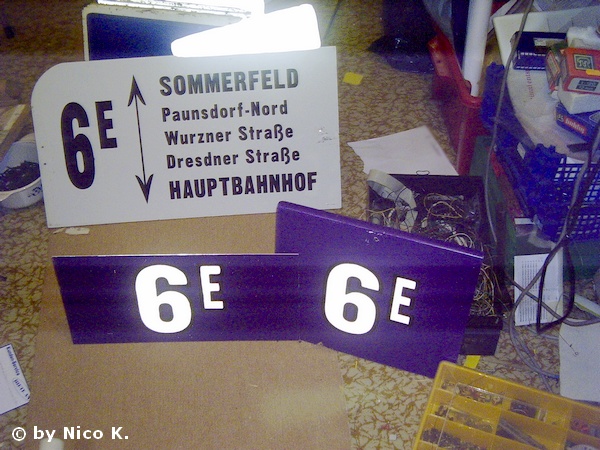 6E
SOMMERFELD
Paunsdorf-Nord
Wurzner Straße
Dresdner Straße
HAUPTBAHNHOF
6E
6E
© by Nico K.